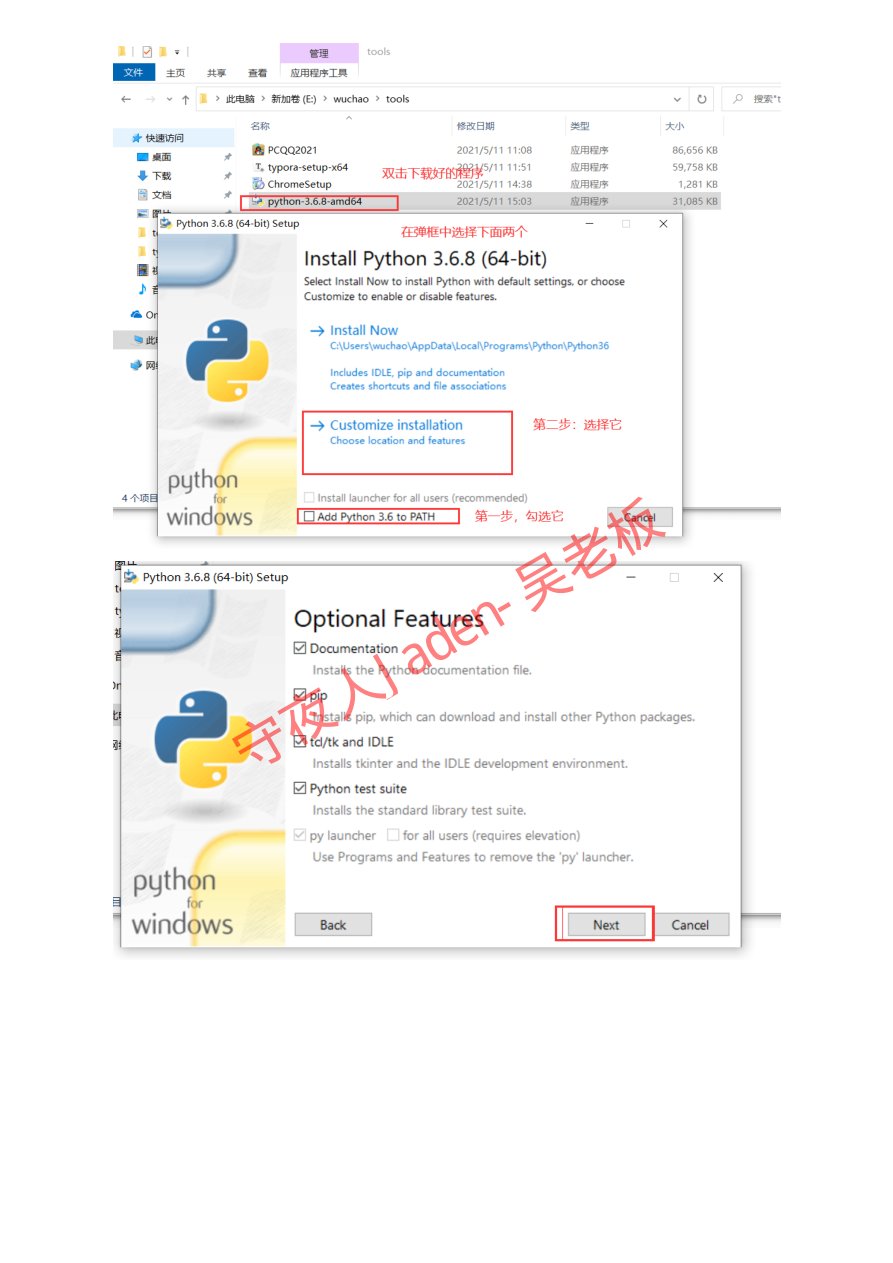 管理 tools
文件 主页 共享 查看 应用程序工具
此电脑 新加卷 (E:) wuchao tools 搜索"t
名称 修改日期 类型 大小
快速访问
桌面
下载
文档
PCQQ2021 2021/5/11 11:08 应用程序 86,656 KB
typora-setup-x64 2021/5/11 11:51 应用程序 59,758 KB
双击下载好的程序
ChromeSetup 2021/5/11 14:38 应用程序 1,281 KB
python-3.6.8-amd64 2021/5/11 15:03 应用程序 31,085 KB
Python 3.6.8 (64-bit) Setup
在弹框中选择下面两个
Install Python 3.6.8 (64-bit)
Select Install Now to install Python with default settings, or choose
Customize to enable or disable features.
Install Now
C:\Users\wuchao\AppData\Local\Programs\Python\Python36
Includes IDLE, pip and documentation
Creates shortcuts and file associations
Customize installation
第二步：选择它
Choose location and features
python
for
windows
4 个项目
Install launcher for all users (recommended)
Add Python 3.6 to PATH
第一步，勾选它
Cancel
守夜人Jaden-吴老板
Python 3.6.8 (64-bit) Setup
Optional Features
Documentation
Installs the Python documentation file.
pip
Installs pip, which can download and install other Python packages.
tcl/tk and IDLE
Installs tkinter and the IDLE development environment.
Python test suite
Installs the standard library test suite.
py launcher for all users (requires elevation)
Use Programs and Features to remove the 'py' launcher.
python
for
windows
Back Next Cancel